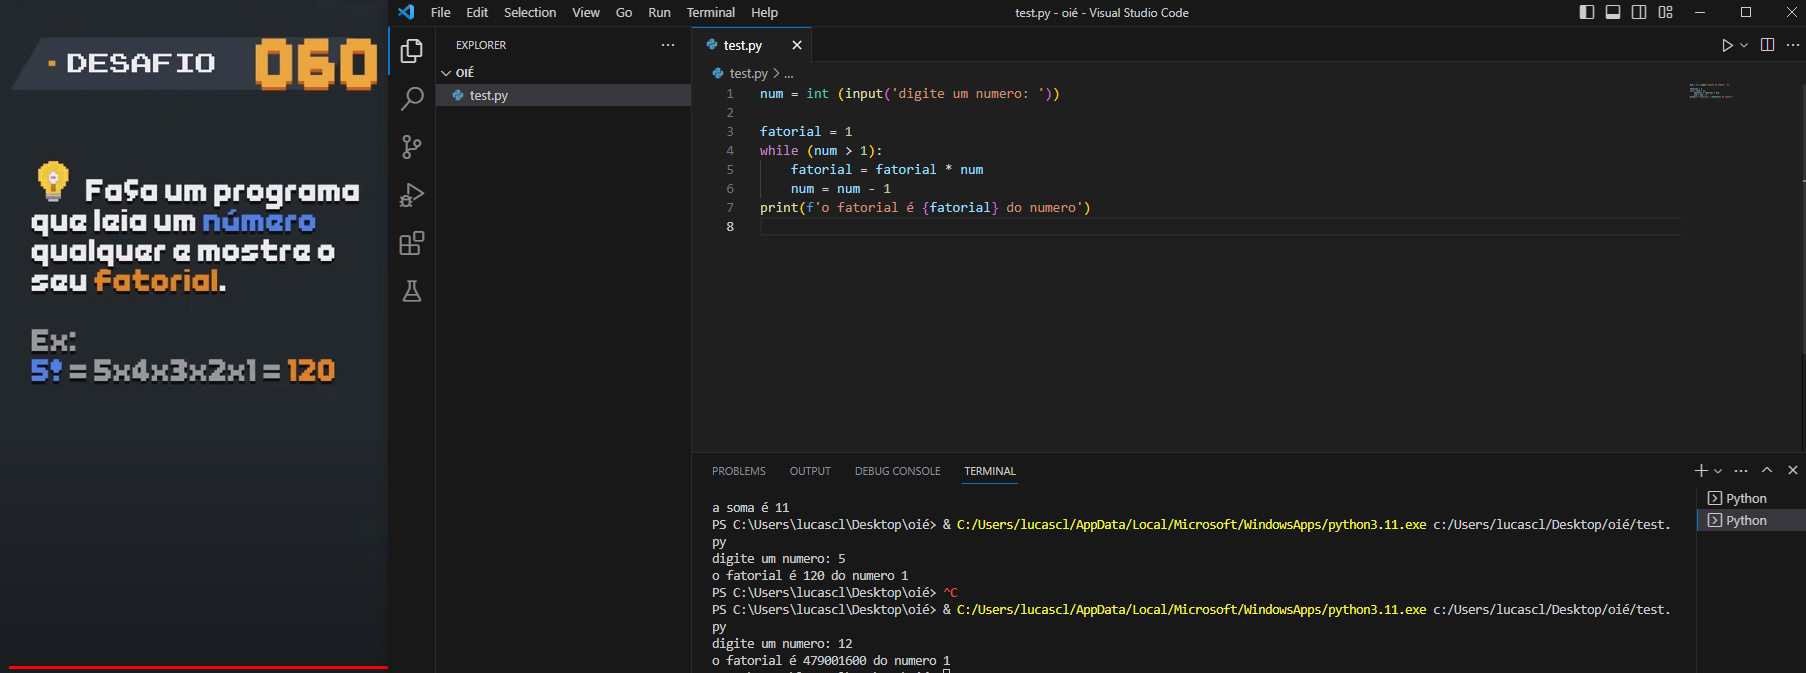 DESAFIO 060
Faça um programa
que leia um número
qualquer e mostre o
seu fatorial.
Ex:
5! = 5x4x3x2x1 = 120
File Edit Selection View Go Run Terminal Help
test.py - oié - Visual Studio Code
EXPLORER
OIÉ
test.py
test.py
test.py > ...
1 num = int (input('digite um numero: '))
2
3 fatorial = 1
4 while (num > 1):
5 fatorial = fatorial * num
6 num = num - 1
7 print(f'o fatorial é {fatorial} do numero')
8
PROBLEMS OUTPUT DEBUG CONSOLE TERMINAL
a soma é 11
PS C:\Users\lucascl\Desktop\oié> & C:/Users/lucascl/AppData/Local/Microsoft/WindowsApps/python3.11.exe c:/Users/lucascl/Desktop/oié/test.
py
digite um numero: 5
o fatorial é 120 do numero 1
PS C:\Users\lucascl\Desktop\oié> ^C
PS C:\Users\lucascl\Desktop\oié> & C:/Users/lucascl/AppData/Local/Microsoft/WindowsApps/python3.11.exe c:/Users/lucascl/Desktop/oié/test.
py
digite um numero: 12
o fatorial é 479001600 do numero 1
Python
Python